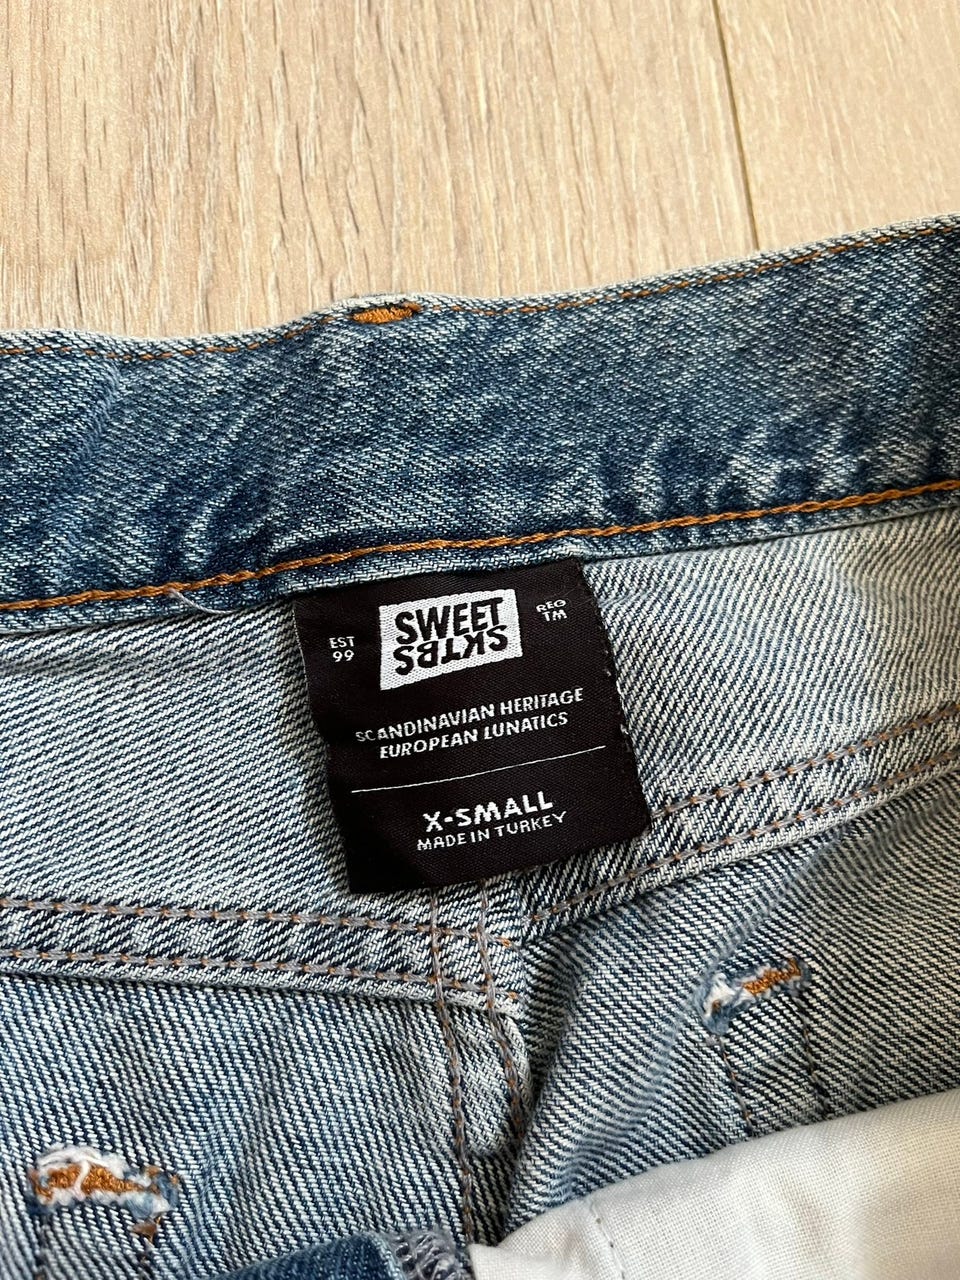 EST
99
SWEET
SKTBS
REG
TM
SCANDINAVIAN HERITAGE
EUROPEAN LUNATICS
X-SMALL
MADE IN TURKEY